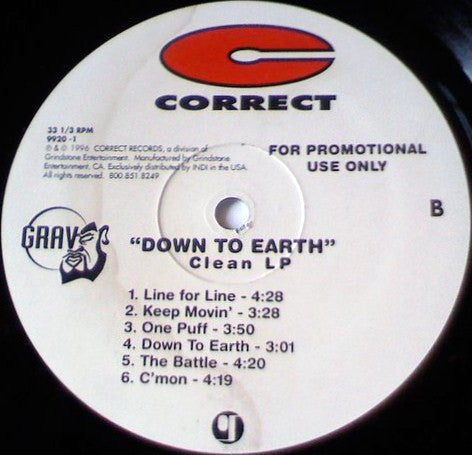 CORRECT
33 1/3 RPM
9920 -1
℗ & © 1996 CORRECT RECORDS, a division of
Grindstone Entertainment. Manufactured by Grindstone
Entertainment, CA. Exclusively distributed by INDI in the USA.
All rights reserved. 800.851.8249
FOR PROMOTIONAL
USE ONLY
B
GRAV
"DOWN TO EARTH"
Clean LP
1. Line for Line - 4:28
2. Keep Movin' - 3:28
3. One Puff - 3:50
4. Down To Earth - 3:01
5. The Battle - 4:20
6. C'mon - 4:19